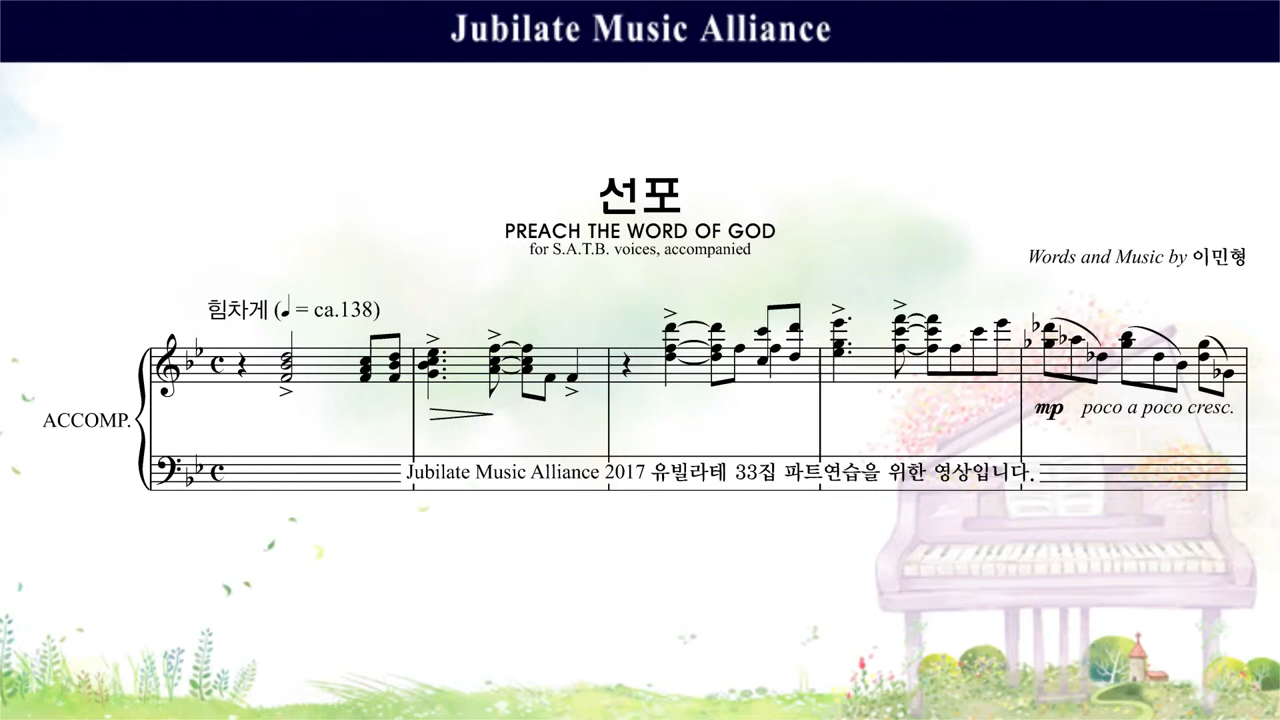 Jubilate Music Alliance
선포
PREACH THE WORD OF GOD
for S.A.T.B. voices, accompanied
Words and Music by 이민형
힘차게 (♩ = ca.138)
ACCOMP.
mp poco a poco cresc.
Jubilate Music Alliance 2017 유빌라테 33집 파트연습을 위한 영상입니다.